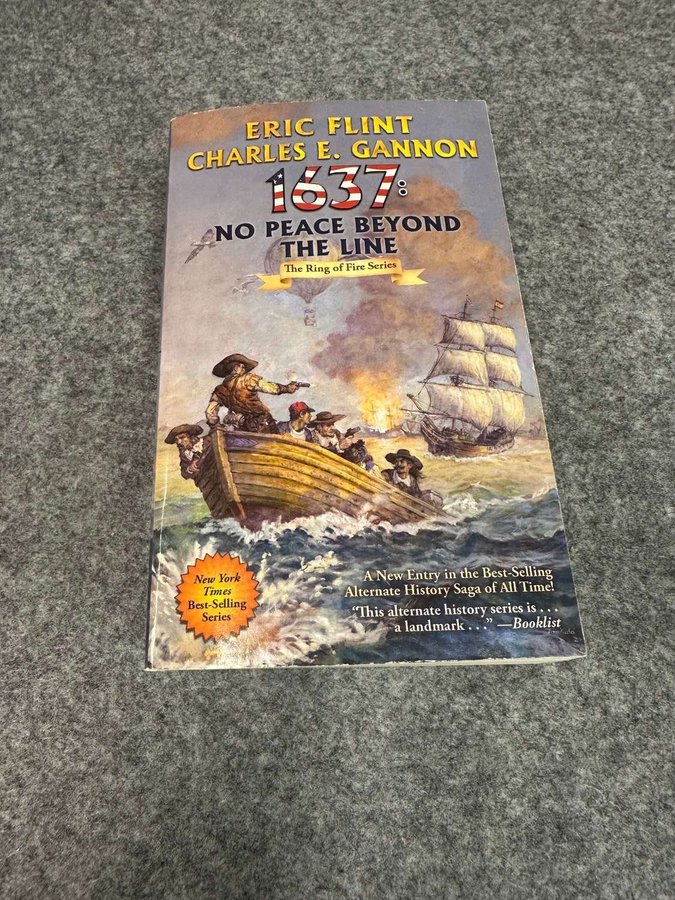 ERIC FLINT
CHARLES E. GANNON
1637:
NO PEACE BEYOND
THE LINE
The Ring of Fire Series
New York
Times
Best-Selling
Series
A New Entry in the Best-Selling
Alternate History Saga of All Time!
"This alternate history series is . . .
a landmark . . ." —Booklist